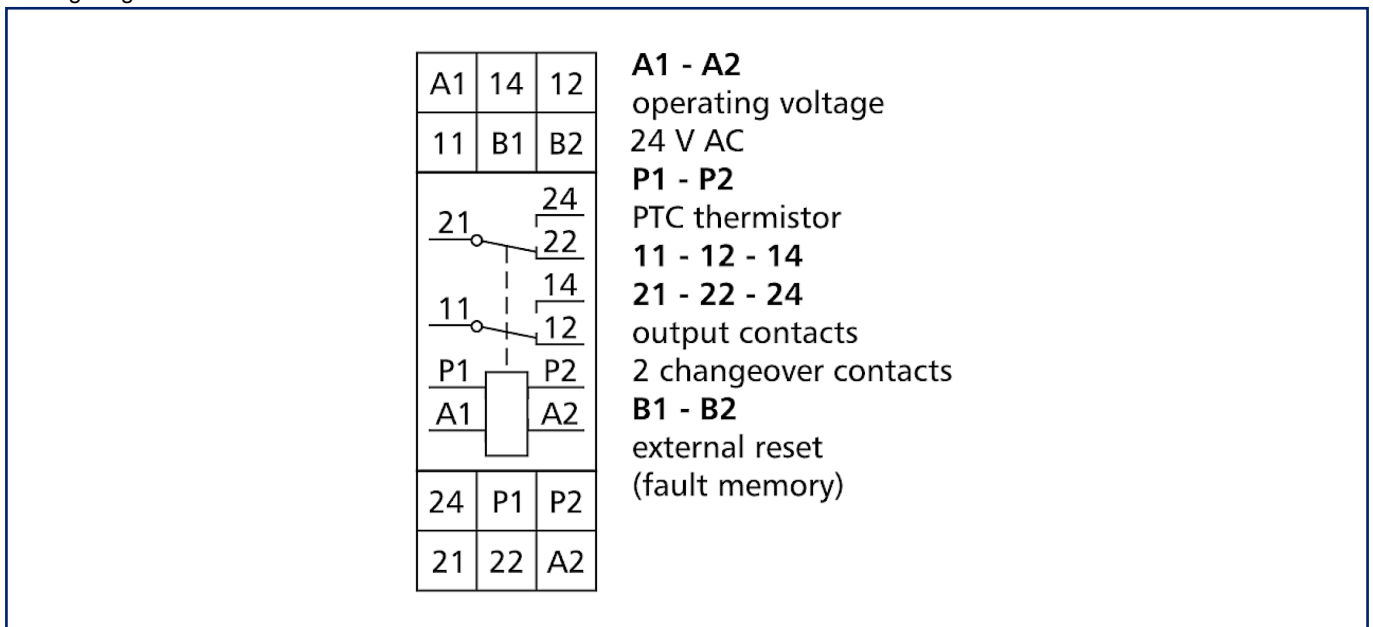 A1 14 12
11 B1 B2
24
21
22
14
11
12
P1 P2
A1 A2
24 P1 P2
21 22 A2
A1 - A2
operating voltage
24 V AC
P1 - P2
PTC thermistor
11 - 12 - 14
21 - 22 - 24
output contacts
2 changeover contacts
B1 - B2
external reset
(fault memory)